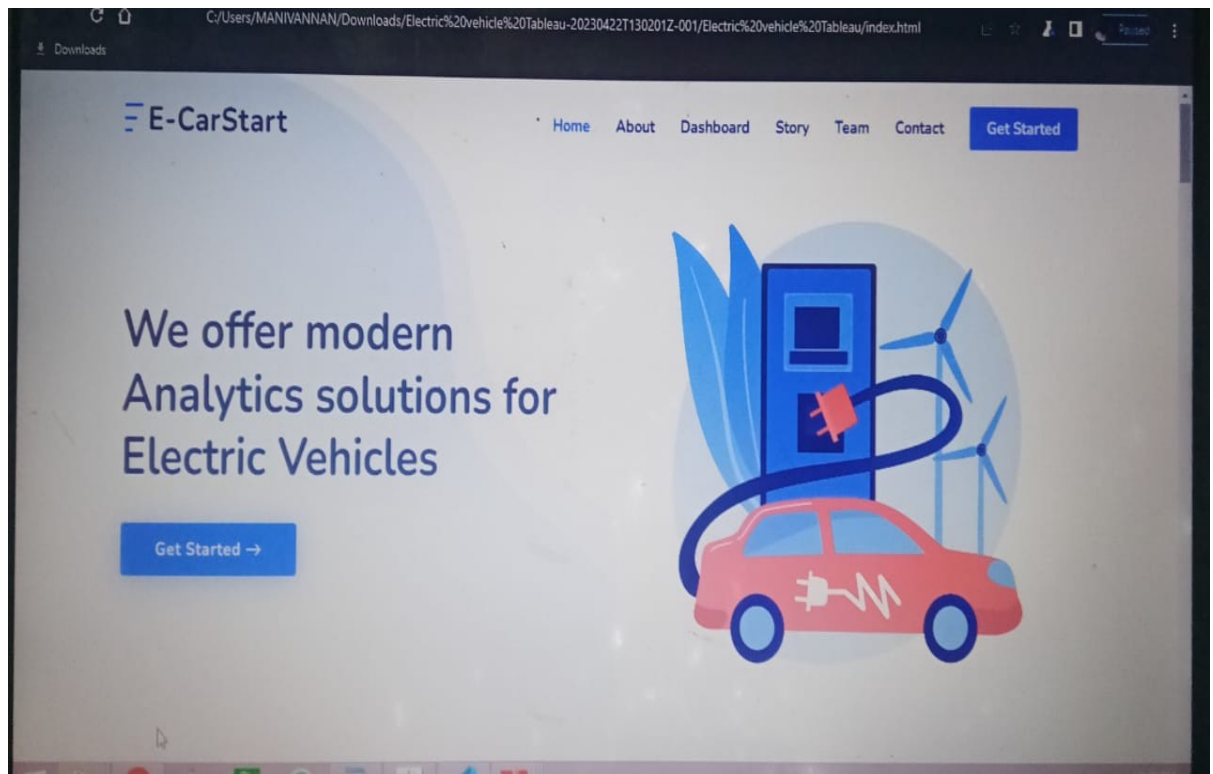 C:/Users/MANIVANNAN/Downloads/Electric%20vehicle%20Tableau-20230422T130201Z-001/Electric%20vehicle%20Tableau/index.html
Paused
Downloads
E-CarStart
Home About Dashboard Story Team Contact Get Started
We offer modern
Analytics solutions for
Electric Vehicles
Get Started →